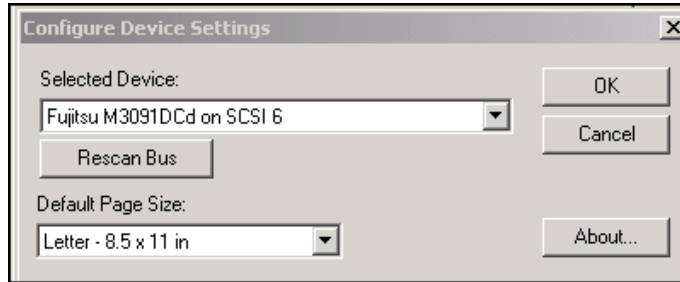 Configure Device Settings
Selected Device:
OK
Fujitsu M3091DCd on SCSI 6
Cancel
Rescan Bus
Default Page Size:
Letter - 8.5 x 11 in
About...